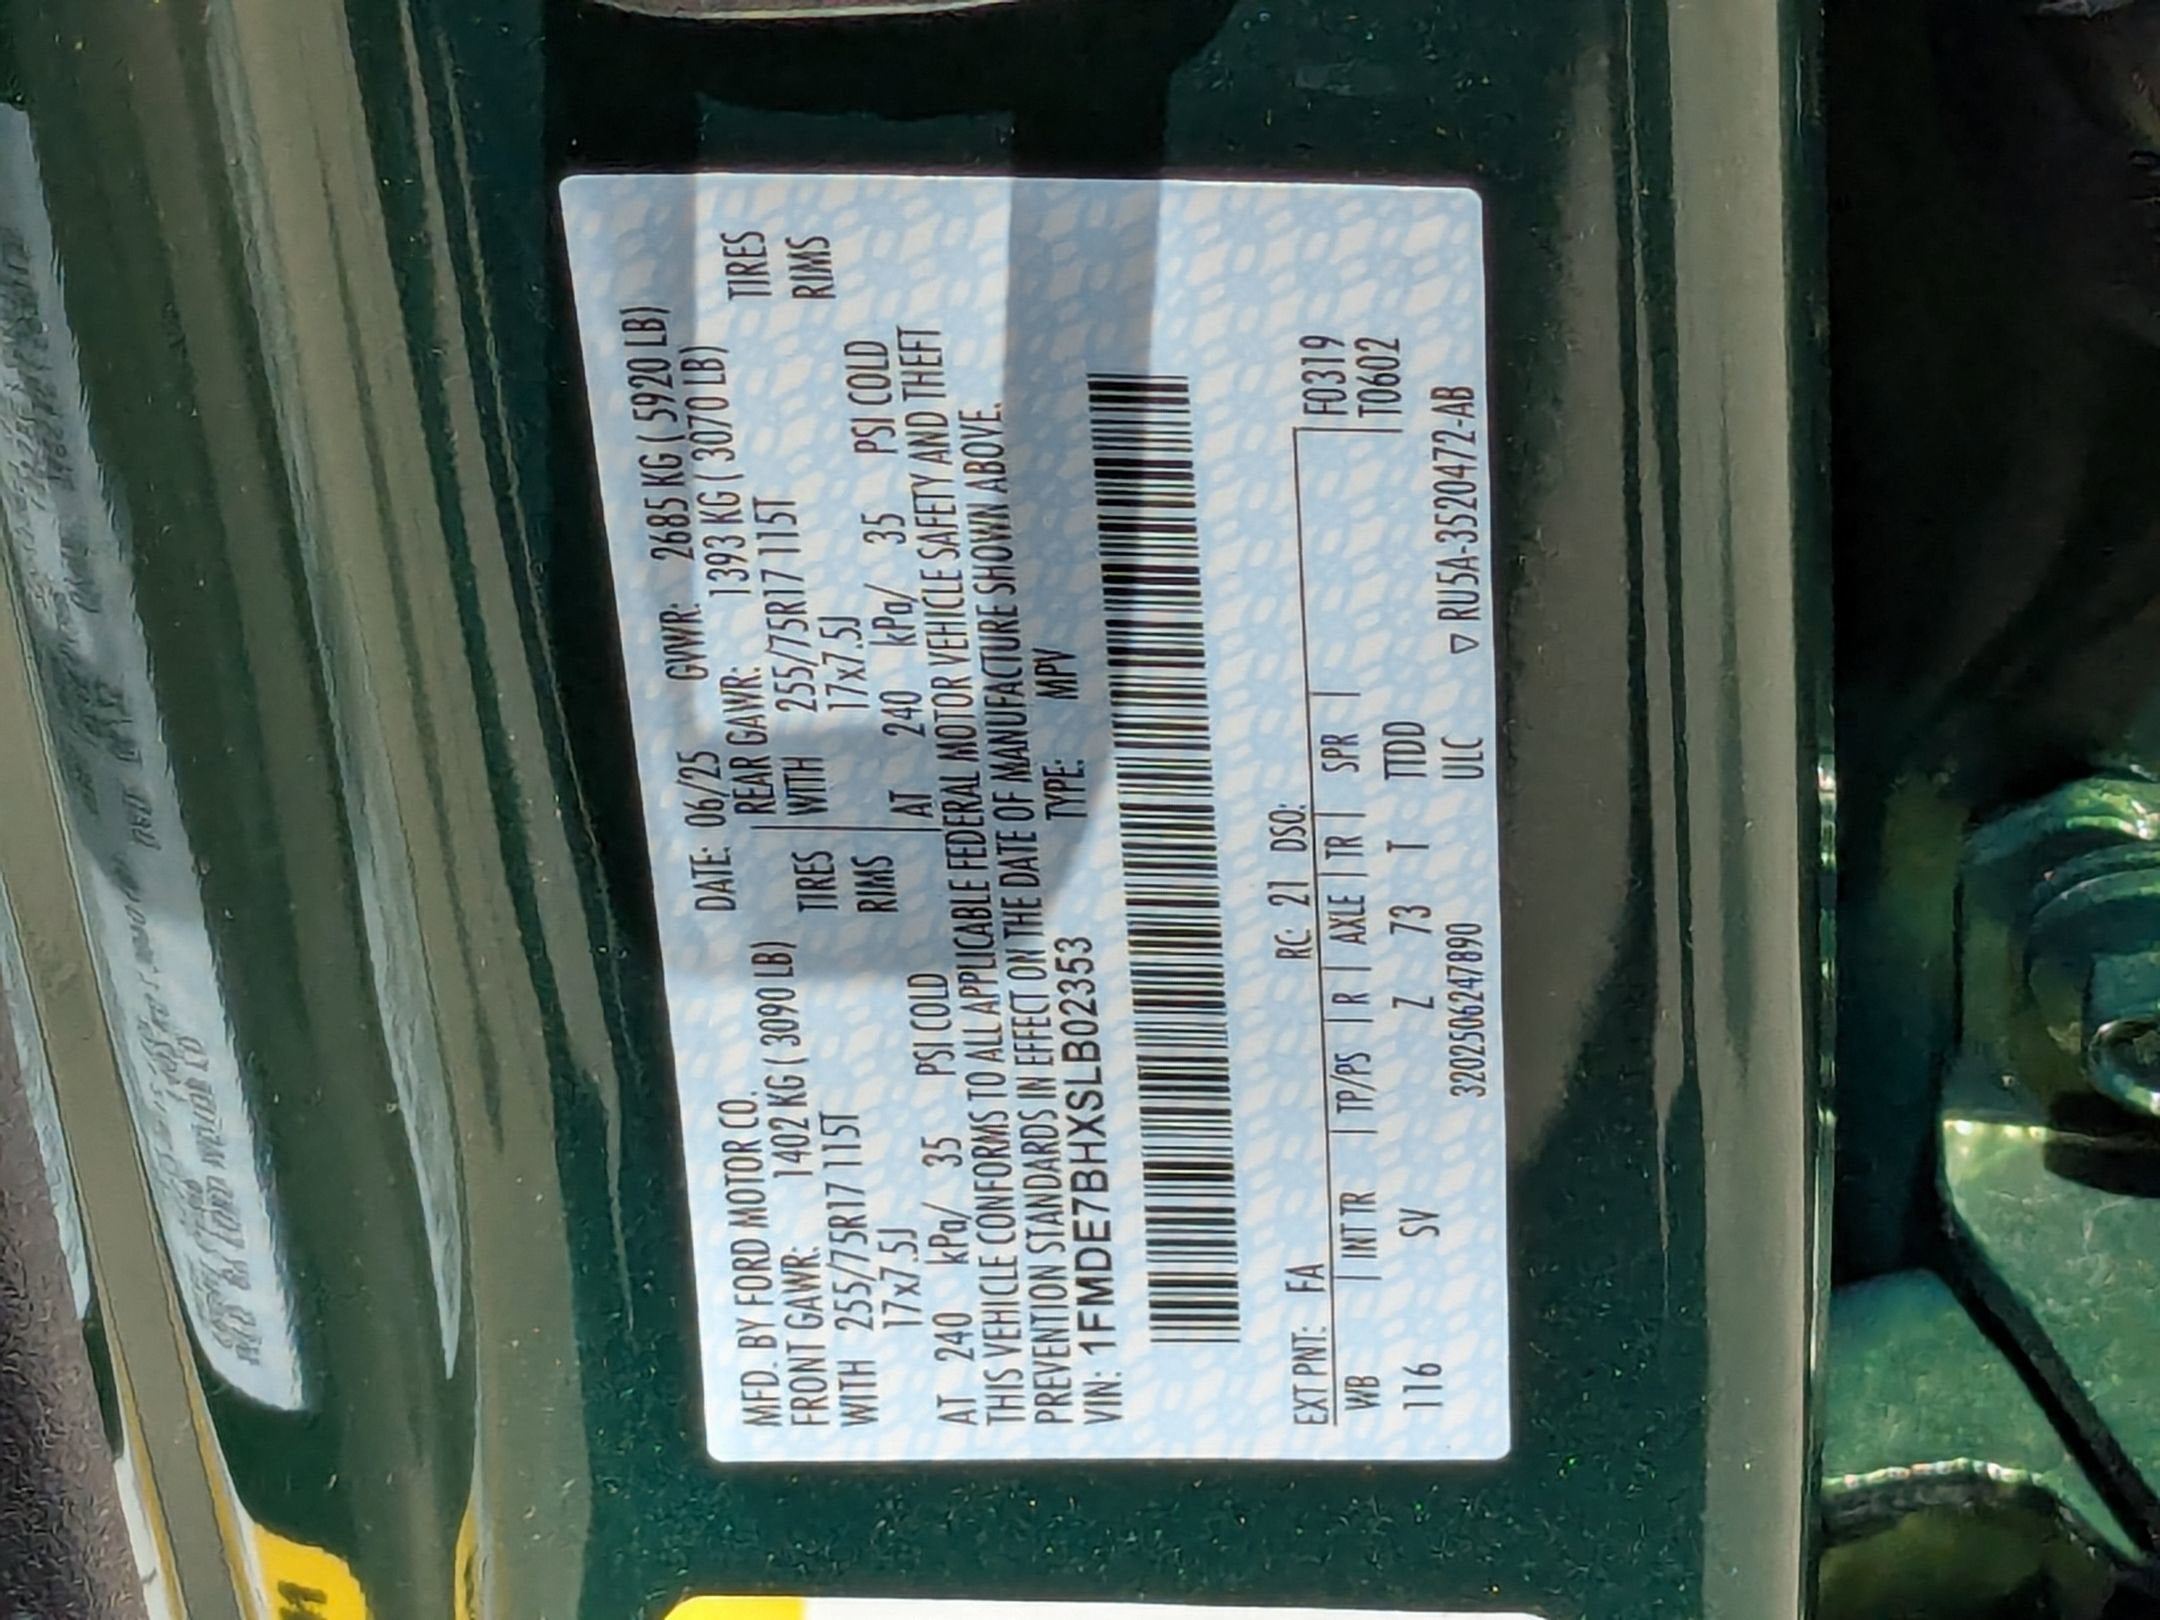 MFD. BY FORD MOTOR CO. DATE: 06/25 GVWR: 2685 KG ( 5920 LB)
FRONT GAWR: 1402 KG ( 3090 LB) REAR GAWR: 1393 KG ( 3070 LB)
WITH 255/75R17 115T TIRES WITH 255/75R17 115T TIRES
17x7.5J RIMS 17x7.5J RIMS
AT 240 kPa/ 35 PSI COLD AT 240 kPa/ 35 PSI COLD
THIS VEHICLE CONFORMS TO ALL APPLICABLE FEDERAL MOTOR VEHICLE SAFETY AND THEFT
PREVENTION STANDARDS IN EFFECT ON THE DATE OF MANUFACTURE SHOWN ABOVE.
VIN: 1FMDE7BHXSLB02353 TYPE: MPV
EXT PNT: FA RC: 21 DSO: F0319
WB INT TR TP/PS R AXLE TR SPR T0602
116 SV Z 73 T TTDD
320250624​7890 ULC ▽ RU5A-3520472-AB